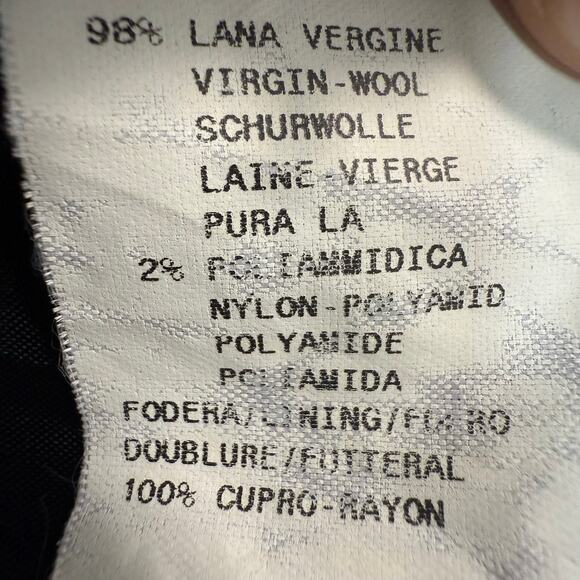 98% LANA VERGINE
VIRGIN-WOOL
SCHURWOLLE
LAINE-VIERGE
PURA LA
2% POLIAMMIDICA
NYLON-POLYAMID
POLYAMIDE
POLIAMIDA
FODERA/LINING/FORRO
DOUBLURE/FUTTERAL
100% CUPRO-RAYON